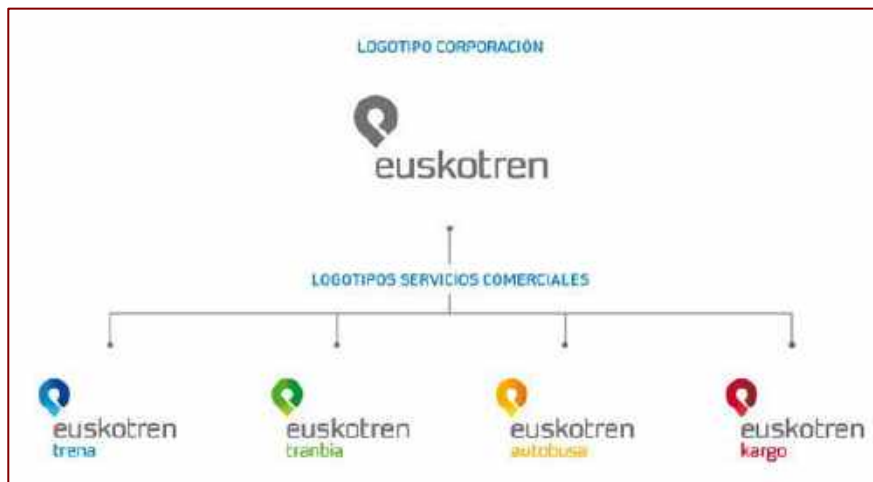 LOGOTIPO CORPORACIÓN
euskotren
LOGOTIPOS SERVICIOS COMERCIALES
euskotren
trena
euskotren
tranbia
euskotren
autobusa
euskotren
kargo